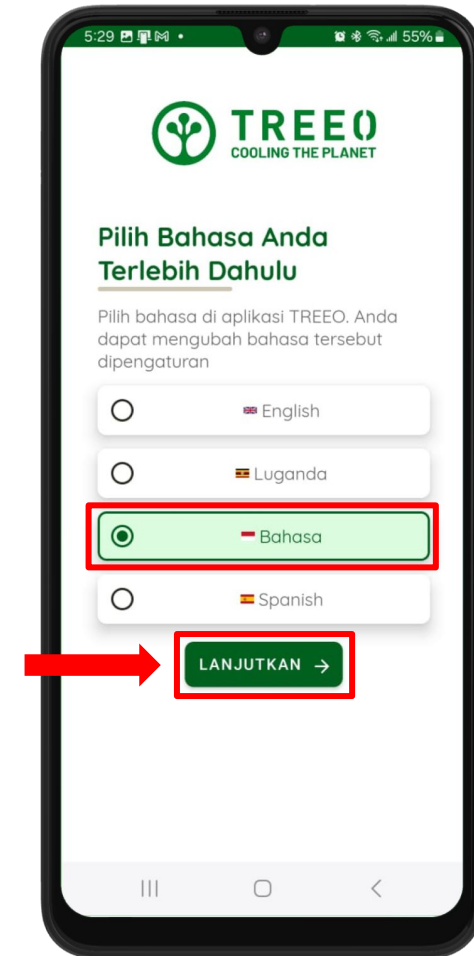 5:29 55%
TREEO
COOLING THE PLANET
Pilih Bahasa Anda
Terlebih Dahulu
Pilih bahasa di aplikasi TREEO. Anda
dapat mengubah bahasa tersebut
dipengaturan
English
Luganda
Bahasa
Spanish
LANJUTKAN →